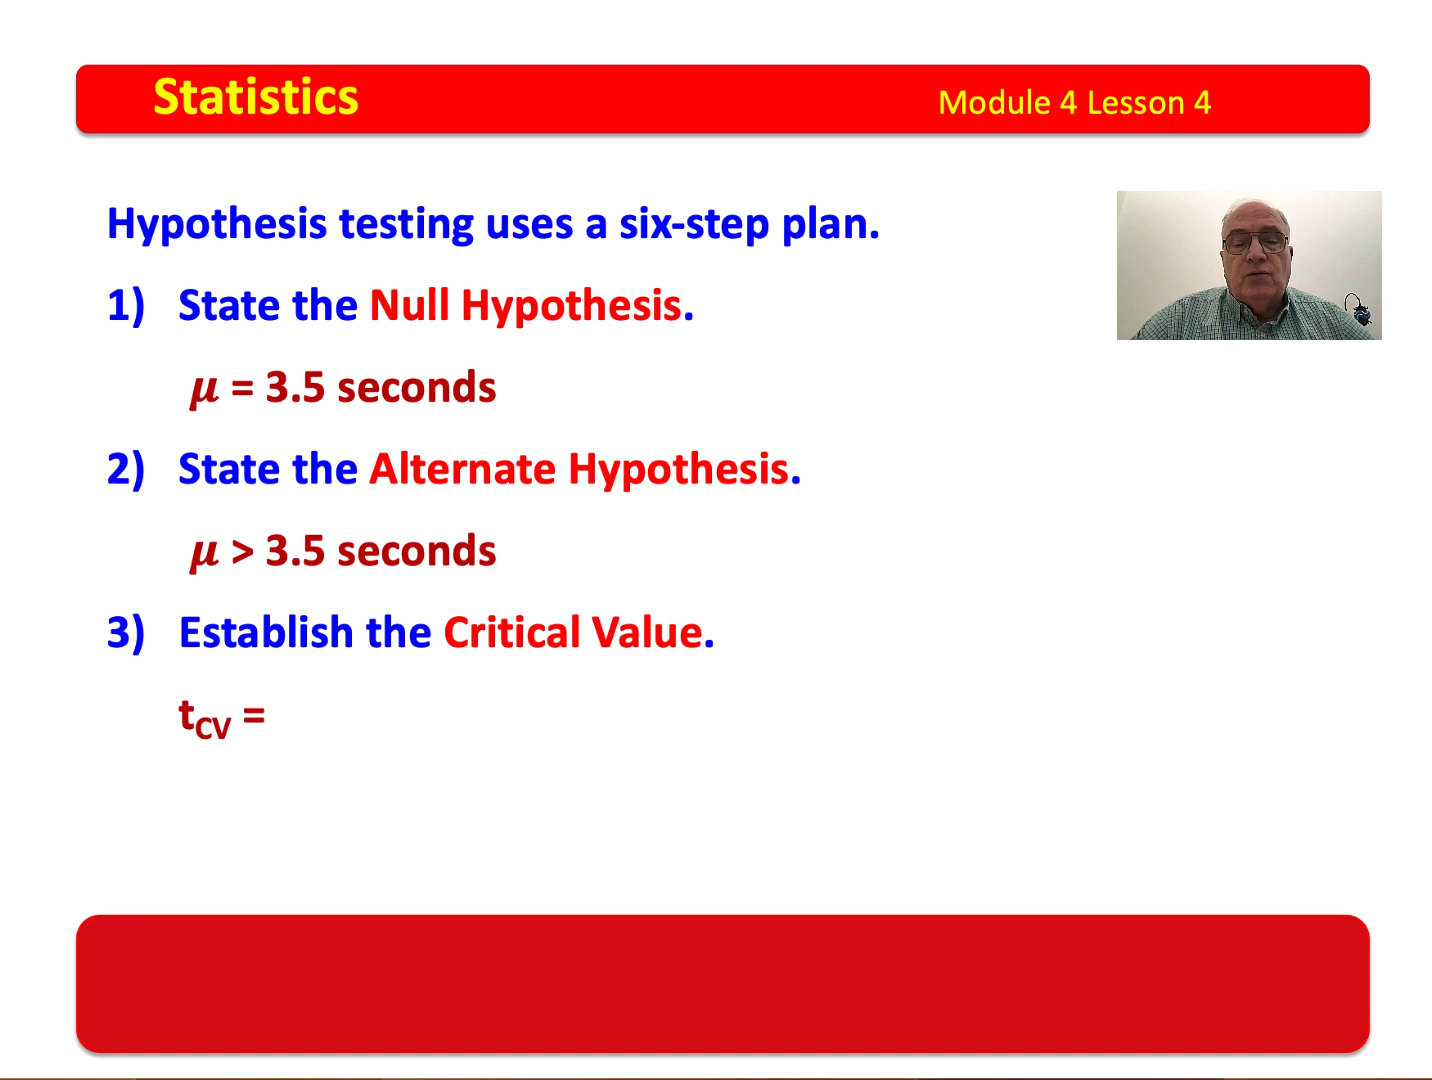 Statistics
Module 4 Lesson 4
Hypothesis testing uses a six-step plan.
1) State the Null Hypothesis.
μ = 3.5 seconds
2) State the Alternate Hypothesis.
μ > 3.5 seconds
3) Establish the Critical Value.
tCV =